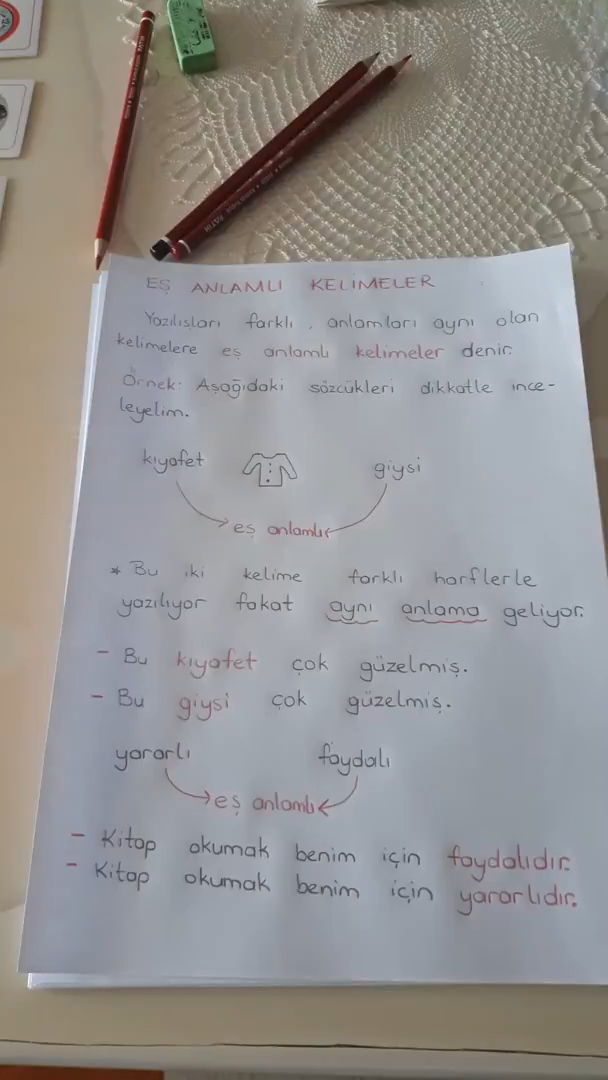 EŞ ANLAMLI KELİMELER
Yazılışları farklı, anlamları aynı olan
kelimelere eş anlamlı kelimeler denir.
Örnek: Aşağıdaki sözcükleri dikkatle ince-
leyelim.
kıyafet giysi
eş anlamlı
* Bu iki kelime farklı harflerle
yazılıyor fakat aynı anlama geliyor.
- Bu kıyafet çok güzelmiş.
- Bu giysi çok güzelmiş.
yararlı faydalı
eş anlamlı
- Kitap okumak benim için faydalıdır.
- Kitap okumak benim için yararlıdır.